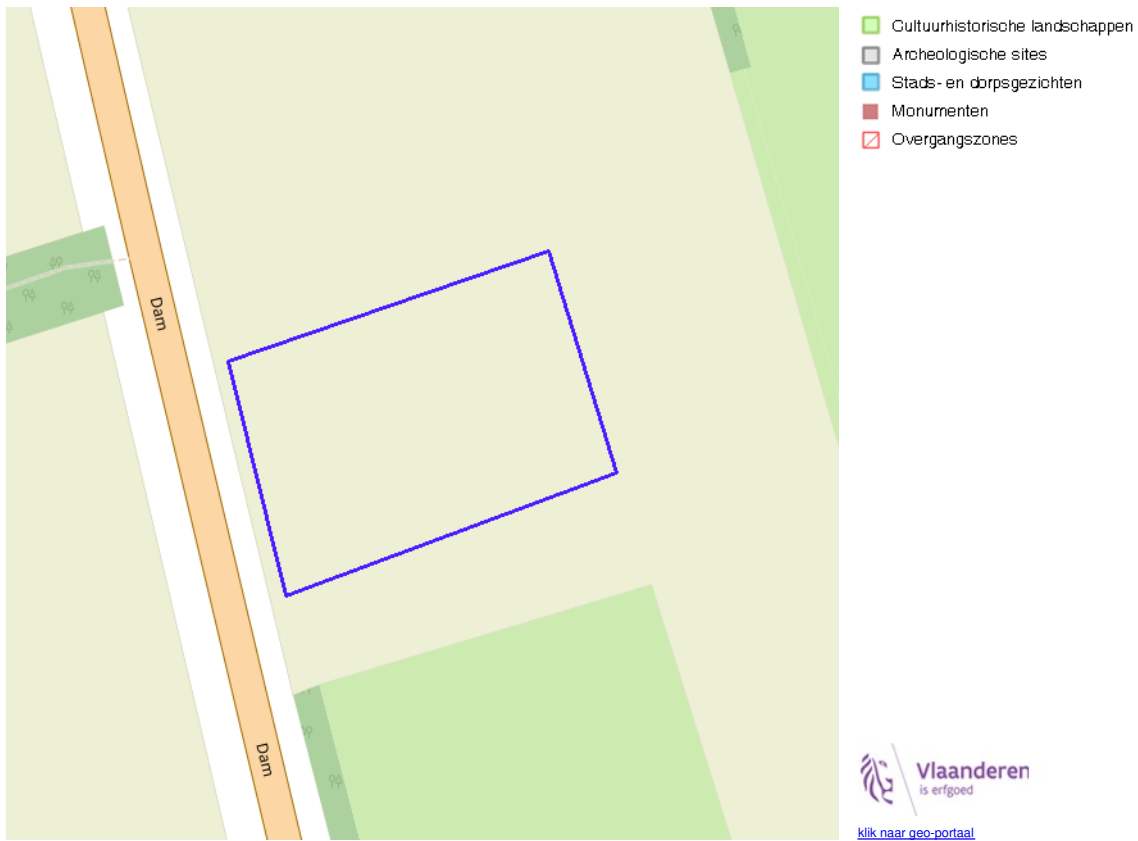 Cultuurhistorische landschappen
Archeologische sites
Stads- en dorpsgezichten
Monumenten
Overgangszones
Dam
Dam
Vlaanderen
is erfgoed
klik naar geo-portaal